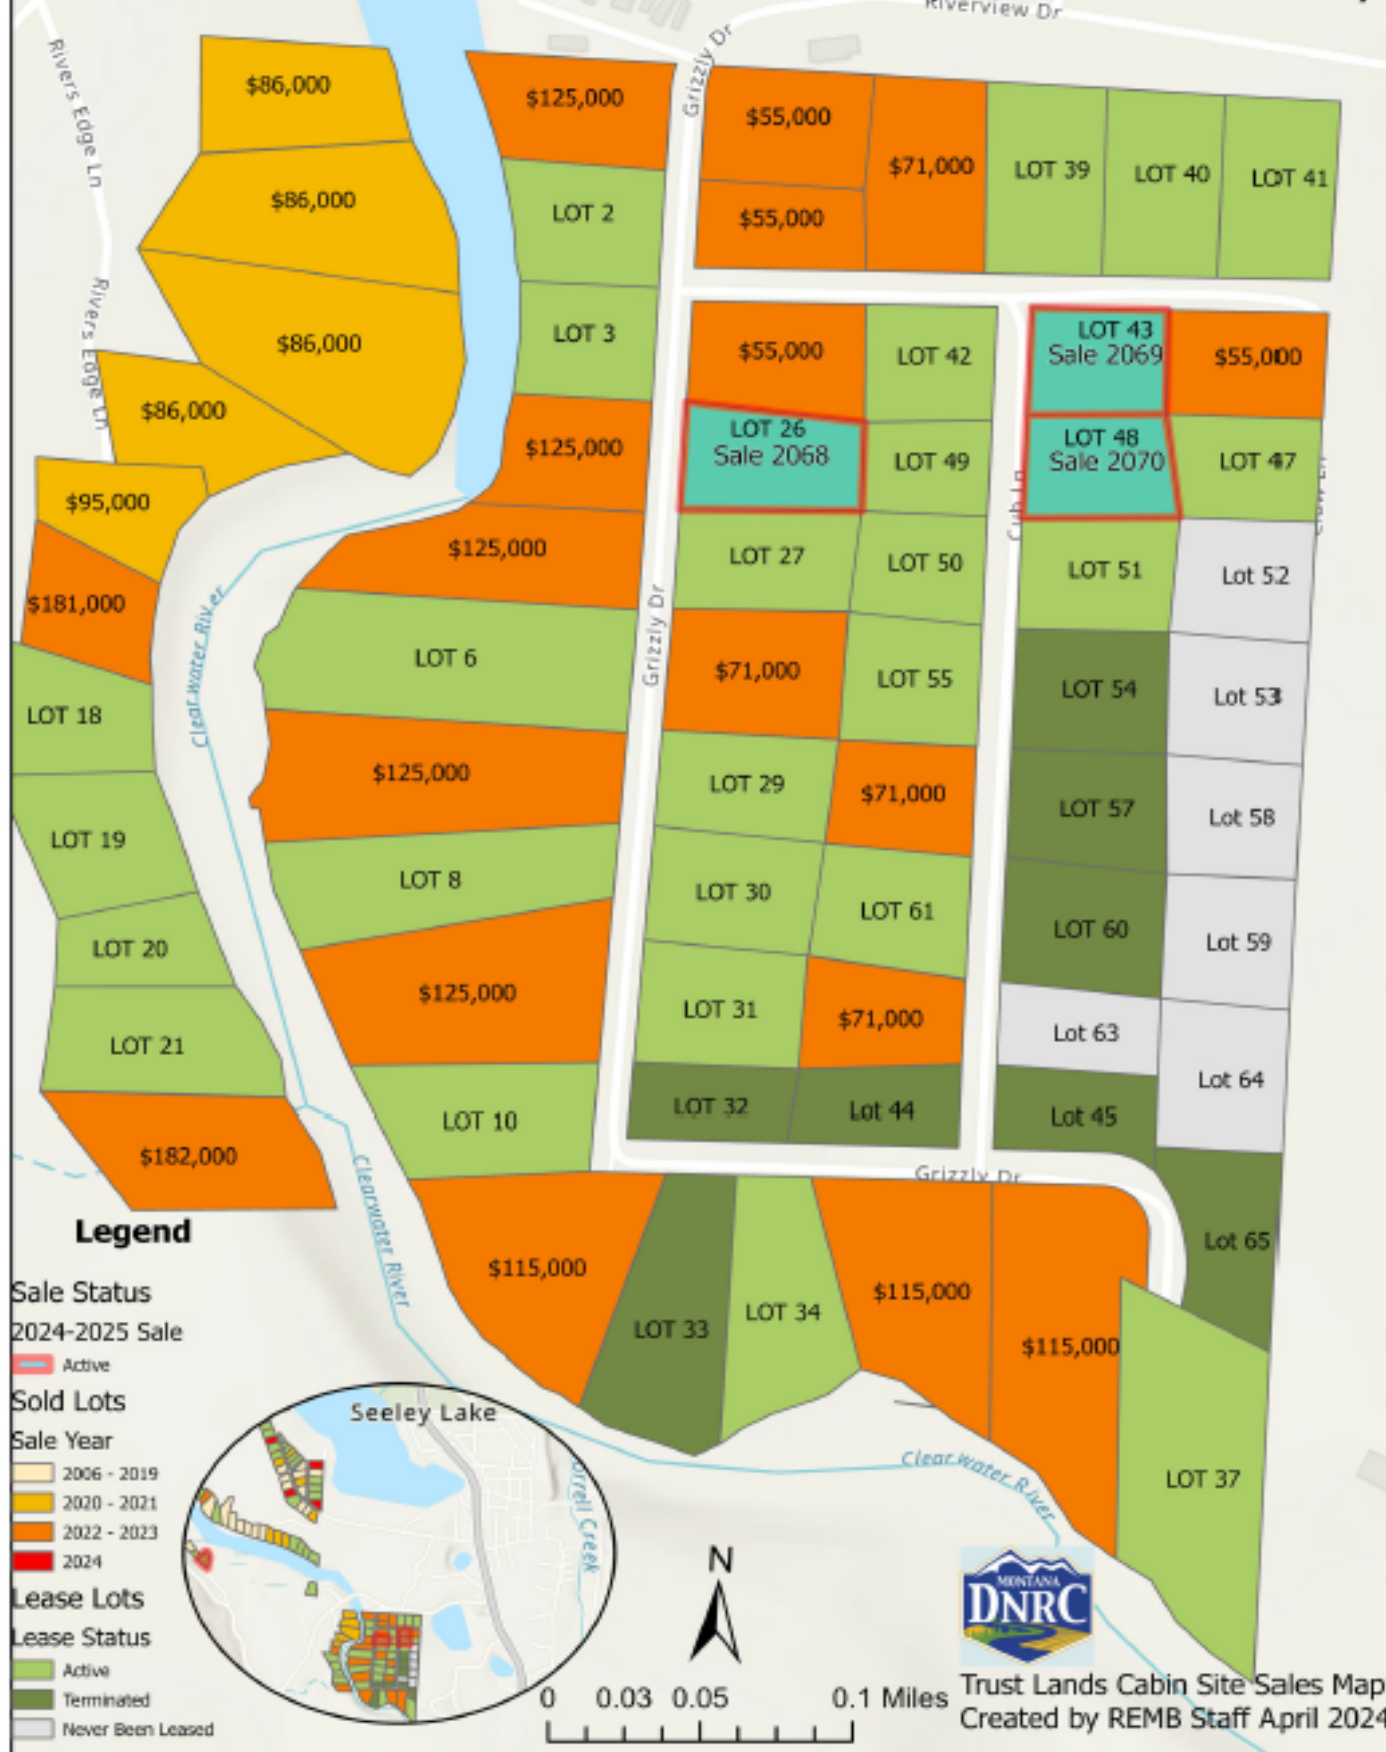 Riverview Dr
Grizzly Dr
Rivers Edge Ln
$86,000
$125,000
$55,000
$71,000
LOT 39
LOT 40
LOT 41
$86,000
LOT 2
$55,000
Rivers Edge Ln
$86,000
LOT 3
$55,000
LOT 42
LOT 43
Sale 2069
$55,000
$86,000
$125,000
LOT 26
Sale 2068
LOT 49
LOT 48
Sale 2070
LOT 47
Cub Ln
$95,000
$125,000
LOT 27
LOT 50
LOT 51
Lot 52
$181,000
Clearwater River
LOT 6
Grizzly Dr
$71,000
LOT 55
LOT 54
Lot 53
LOT 18
$125,000
LOT 29
$71,000
LOT 57
Lot 58
LOT 19
LOT 8
LOT 30
LOT 61
LOT 60
Lot 59
LOT 20
$125,000
LOT 31
$71,000
Lot 63
LOT 21
Lot 64
LOT 10
LOT 32
Lot 44
Lot 45
$182,000
Grizzly Dr
Clearwater River
Lot 65
$115,000
LOT 33
LOT 34
$115,000
$115,000
LOT 37
Clearwater River
Legend
Sale Status
2024-2025 Sale
Active
Sold Lots
Sale Year
2006 - 2019
2020 - 2021
2022 - 2023
2024
Lease Lots
Lease Status
Active
Terminated
Never Been Leased
Seeley Lake
Creek
N
0 0.03 0.05 0.1 Miles
MONTANA
DNRC
Trust Lands Cabin Site Sales Map
Created by REMB Staff April 2024